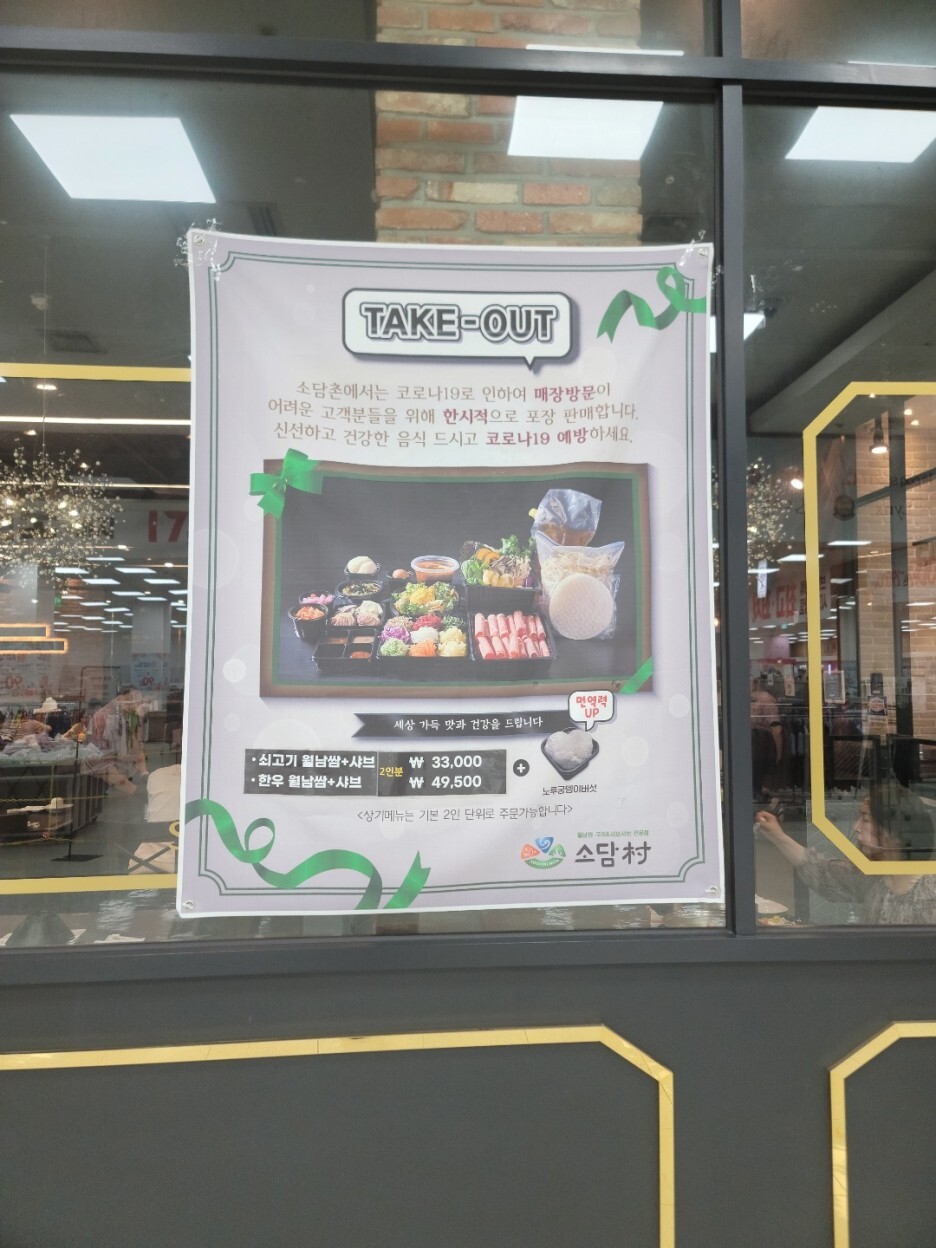 TAKE-OUT
소담촌에서는 코로나19로 인하여 매장방문이
어려운 고객분들을 위해 한시적으로 포장 판매합니다.
신선하고 건강한 음식 드시고 코로나19 예방하세요.
세상 가득 맛과 건강을 드립니다
면역력
UP
·쇠고기 월남쌈+샤브 2인분 ₩ 33,000
·한우 월남쌈+샤브 ₩ 49,500
+
노루궁뎅이버섯
<상기메뉴는 기본 2인 단위로 주문가능합니다>
소담村
17
90